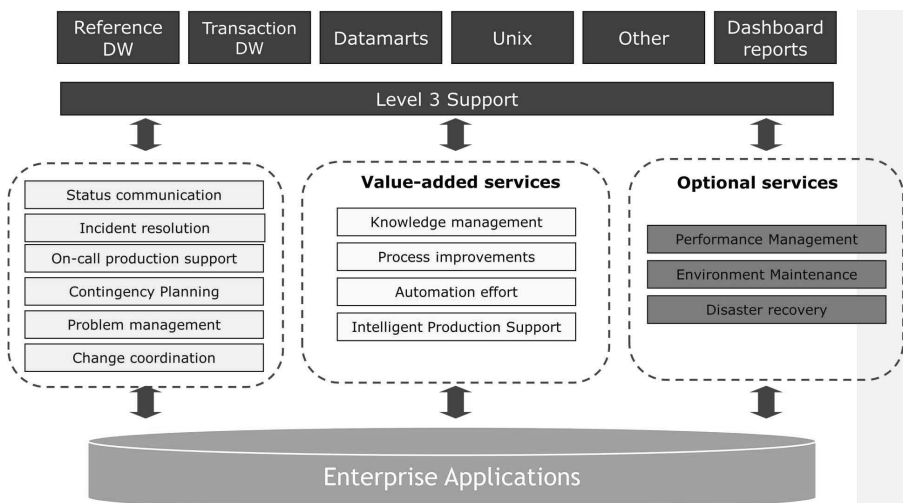 Reference
DW
Transaction
DW
Datamarts
Unix
Other
Dashboard
reports
Level 3 Support
Status communication
Incident resolution
On-call production support
Contingency Planning
Problem management
Change coordination
Value-added services
Knowledge management
Process improvements
Automation effort
Intelligent Production Support
Optional services
Performance Management
Environment Maintenance
Disaster recovery
Enterprise Applications